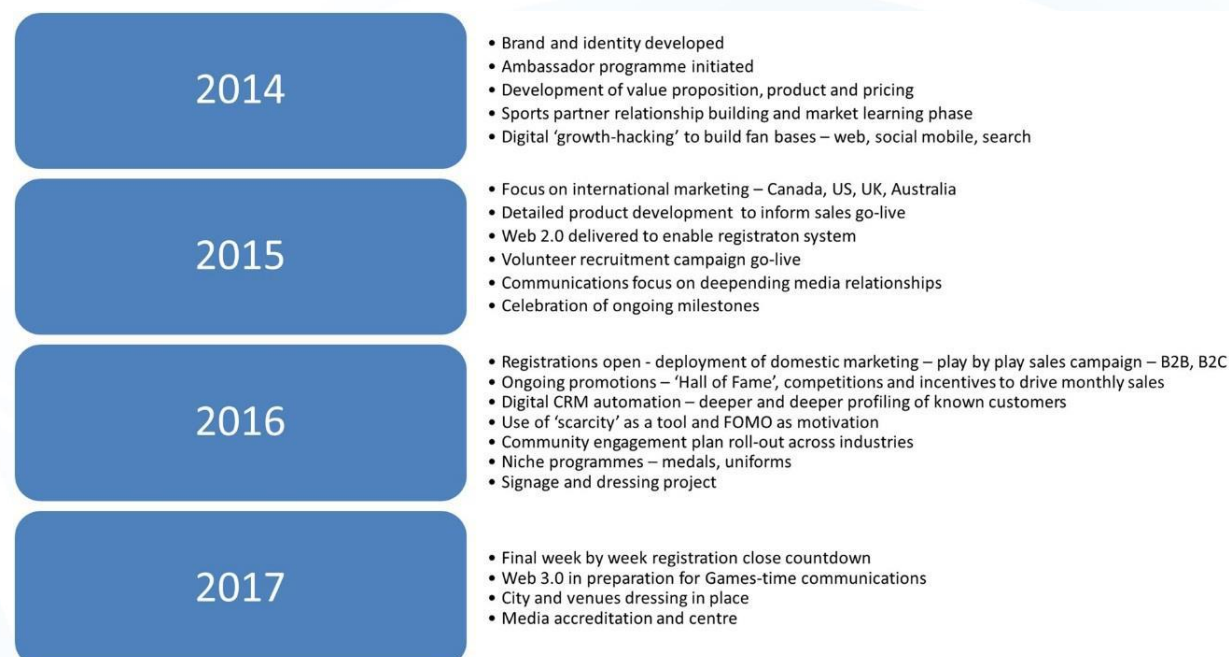 2014
• Brand and identity developed
• Ambassador programme initiated
• Development of value proposition, product and pricing
• Sports partner relationship building and market learning phase
• Digital ‘growth-hacking’ to build fan bases – web, social mobile, search
2015
• Focus on international marketing – Canada, US, UK, Australia
• Detailed product development to inform sales go-live
• Web 2.0 delivered to enable registraton system
• Volunteer recruitment campaign go-live
• Communications focus on deepending media relationships
• Celebration of ongoing milestones
2016
• Registrations open - deployment of domestic marketing – play by play sales campaign – B2B, B2C
• Ongoing promotions – ‘Hall of Fame’, competitions and incentives to drive monthly sales
• Digital CRM automation – deeper and deeper profiling of known customers
• Use of ‘scarcity’ as a tool and FOMO as motivation
• Community engagement plan roll-out across industries
• Niche programmes – medals, uniforms
• Signage and dressing project
2017
• Final week by week registration close countdown
• Web 3.0 in preparation for Games-time communications
• City and venues dressing in place
• Media accreditation and centre